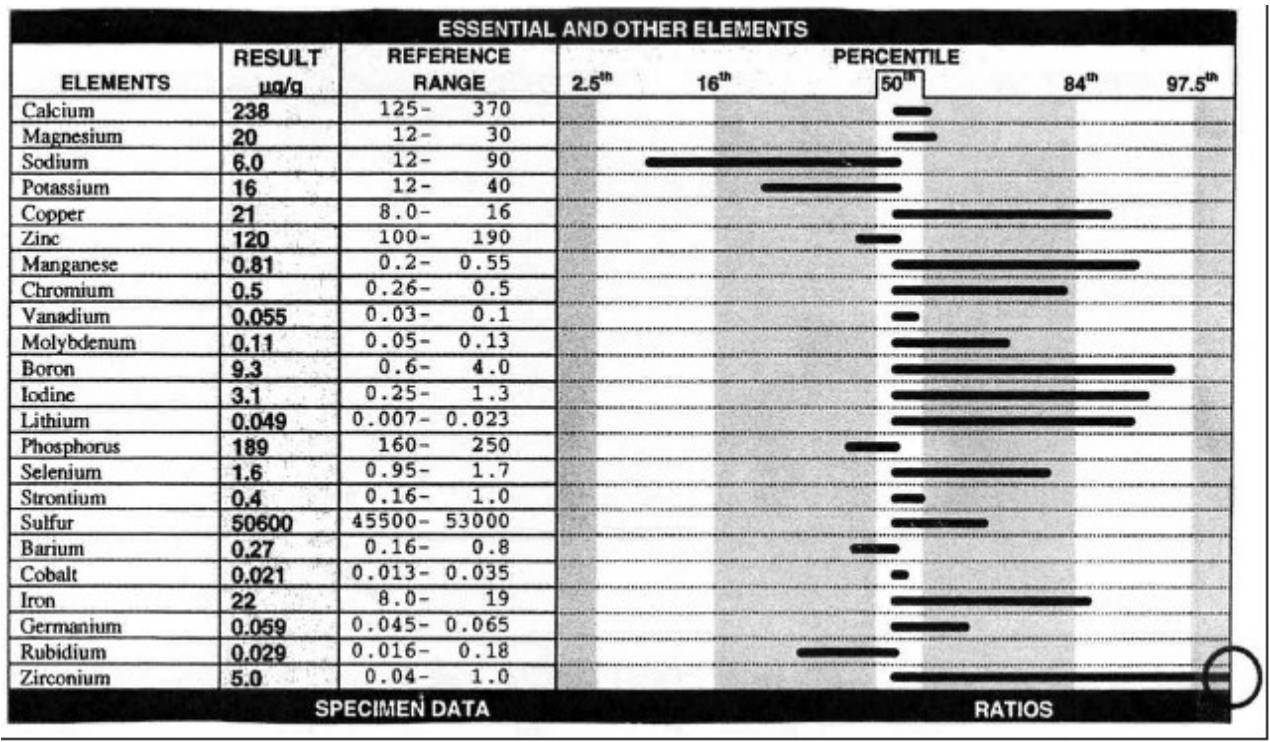 ESSENTIAL AND OTHER ELEMENTS
ELEMENTS RESULT µg/g REFERENCE RANGE PERCENTILE 2.5th 16th 50th 84th 97.5th
Calcium 238 125- 370
Magnesium 20 12- 30
Sodium 6.0 12- 90
Potassium 16 12- 40
Copper 21 8.0- 16
Zinc 120 100- 190
Manganese 0.81 0.2- 0.55
Chromium 0.5 0.26- 0.5
Vanadium 0.055 0.03- 0.1
Molybdenum 0.11 0.05- 0.13
Boron 9.3 0.6- 4.0
Iodine 3.1 0.25- 1.3
Lithium 0.049 0.007- 0.023
Phosphorus 189 160- 250
Selenium 1.6 0.95- 1.7
Strontium 0.4 0.16- 1.0
Sulfur 50600 45500- 53000
Barium 0.27 0.16- 0.8
Cobalt 0.021 0.013- 0.035
Iron 22 8.0- 19
Germanium 0.059 0.045- 0.065
Rubidium 0.029 0.016- 0.18
Zirconium 5.0 0.04- 1.0
SPECIMEN DATA RATIOS